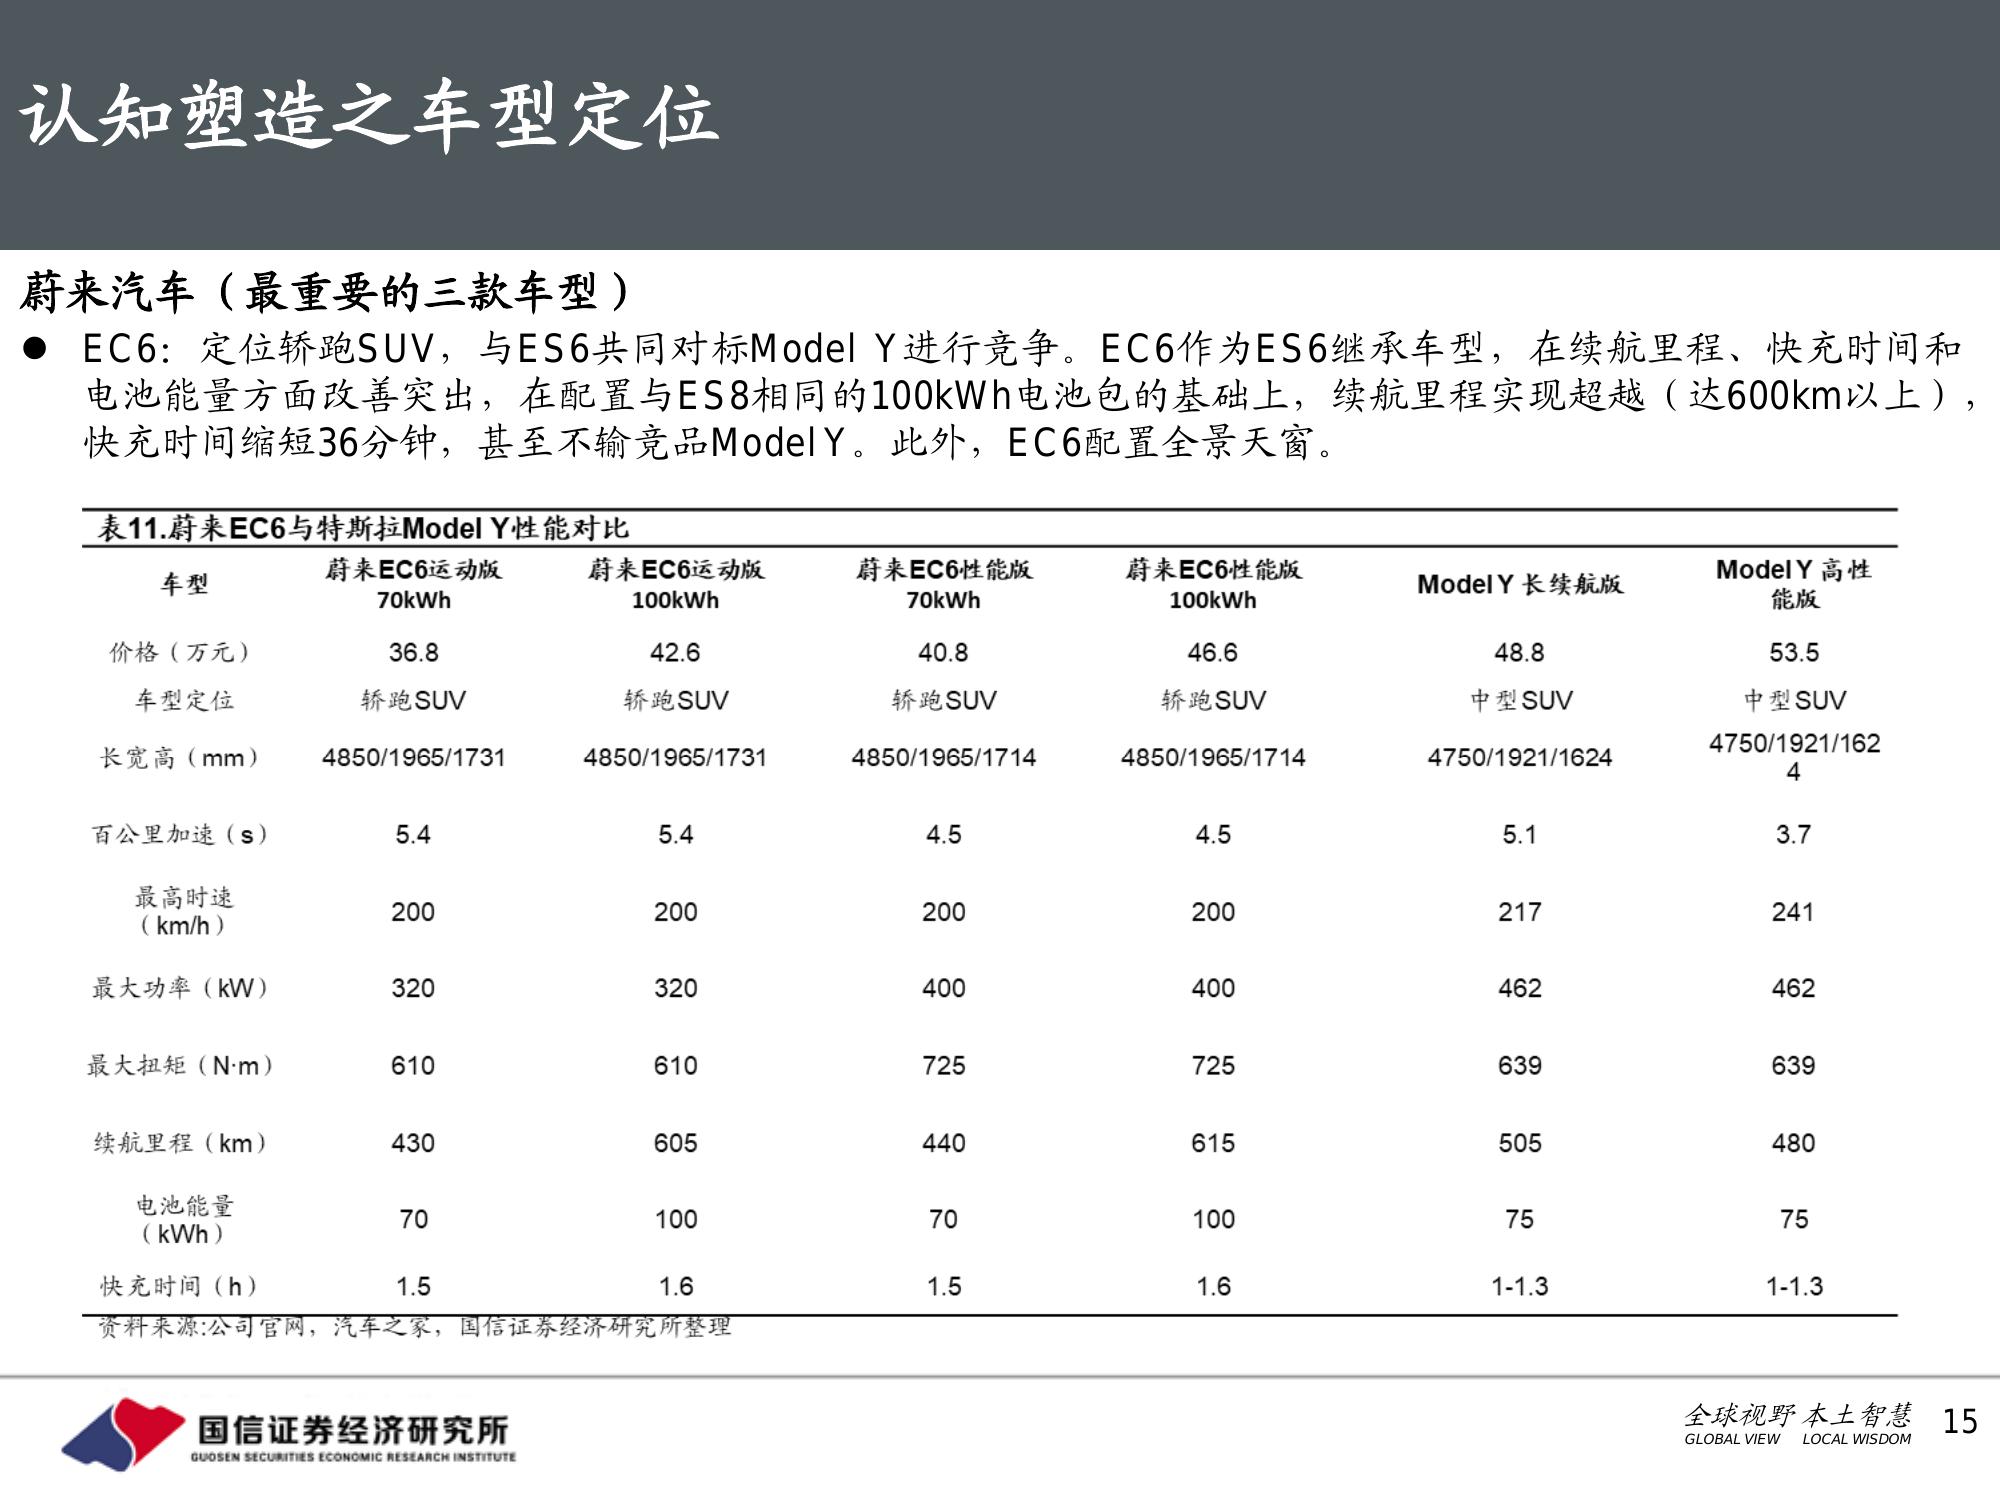 认知塑造之车型定位
蔚来汽车（最重要的三款车型）
● EC6：定位轿跑SUV，与ES6共同对标Model Y进行竞争。EC6作为ES6继承车型，在续航里程、快充时间和
电池能量方面改善突出，在配置与ES8相同的100kWh电池包的基础上，续航里程实现超越（达600km以上），
快充时间缩短36分钟，甚至不输竞品Model Y。此外，EC6配置全景天窗。
表11.蔚来EC6与特斯拉Model Y性能对比
车型 蔚来EC6运动版 70kWh 蔚来EC6运动版 100kWh 蔚来EC6性能版 70kWh 蔚来EC6性能版 100kWh Model Y 长续航版 Model Y 高性能版
价格（万元） 36.8 42.6 40.8 46.6 48.8 53.5
车型定位 轿跑SUV 轿跑SUV 轿跑SUV 轿跑SUV 中型SUV 中型SUV
长宽高（mm） 4850/1965/1731 4850/1965/1731 4850/1965/1714 4850/1965/1714 4750/1921/1624 4750/1921/1624
百公里加速（s） 5.4 5.4 4.5 4.5 5.1 3.7
最高时速（km/h） 200 200 200 200 217 241
最大功率（kW） 320 320 400 400 462 462
最大扭矩（N·m） 610 610 725 725 639 639
续航里程（km） 430 605 440 615 505 480
电池能量（kWh） 70 100 70 100 75 75
快充时间（h） 1.5 1.6 1.5 1.6 1-1.3 1-1.3
资料来源:公司官网，汽车之家，国信证券经济研究所整理
国信证券经济研究所
GUOSEN SECURITIES ECONOMIC RESEARCH INSTITUTE
全球视野 本土智慧
GLOBAL VIEW LOCAL WISDOM
15